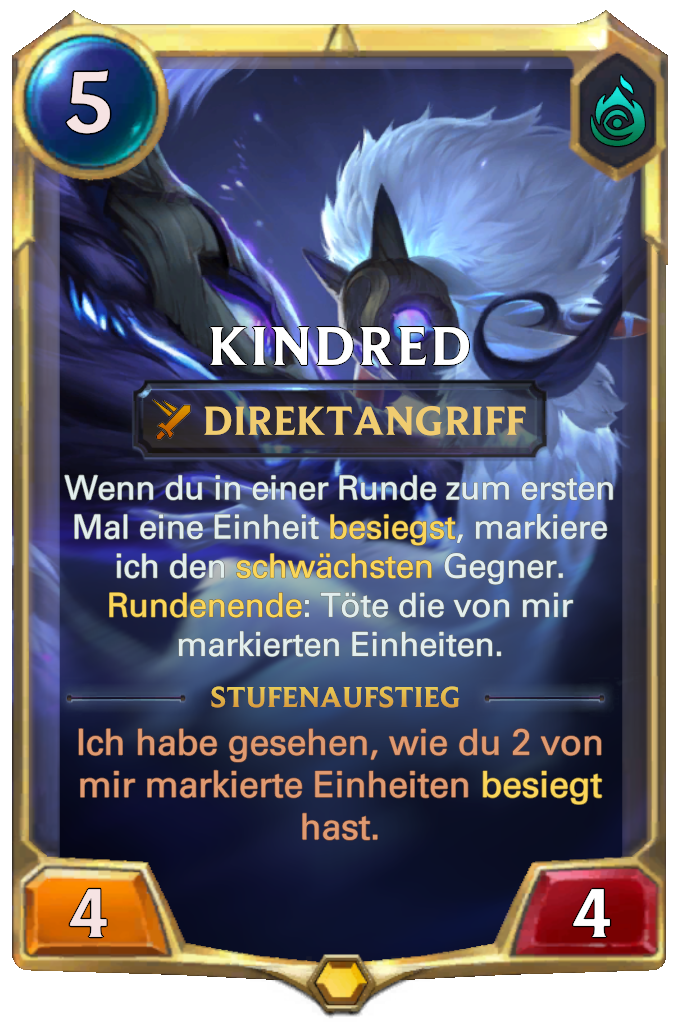 5
KINDRED
DIREKTANGRIFF
Wenn du in einer Runde zum ersten
Mal eine Einheit besiegst, markiere
ich den schwächsten Gegner.
Rundenende: Töte die von mir
markierten Einheiten.
STUFENAUFSTIEG
Ich habe gesehen, wie du 2 von
mir markierte Einheiten besiegt
hast.
4
4